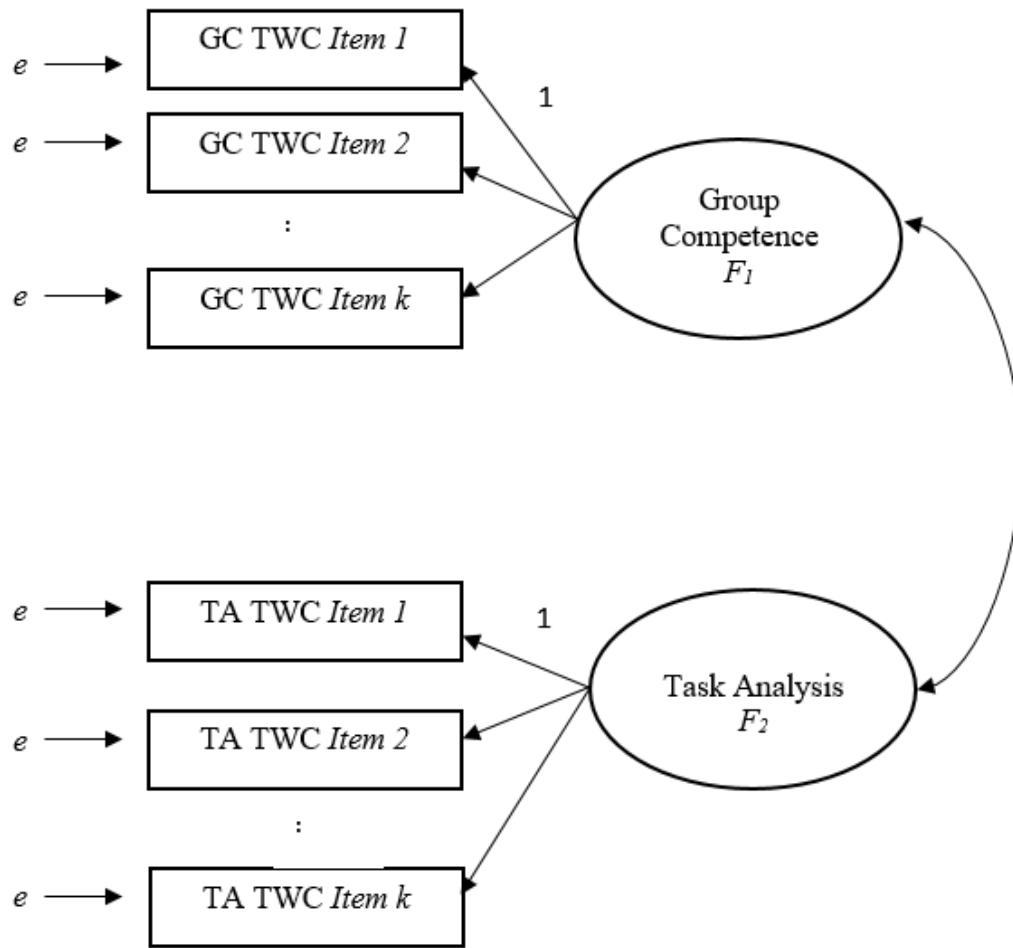 e
GC TWC Item 1
1
e
GC TWC Item 2
:
e
GC TWC Item k
Group
Competence
F1
e
TA TWC Item 1
1
e
TA TWC Item 2
:
e
TA TWC Item k
Task Analysis
F2